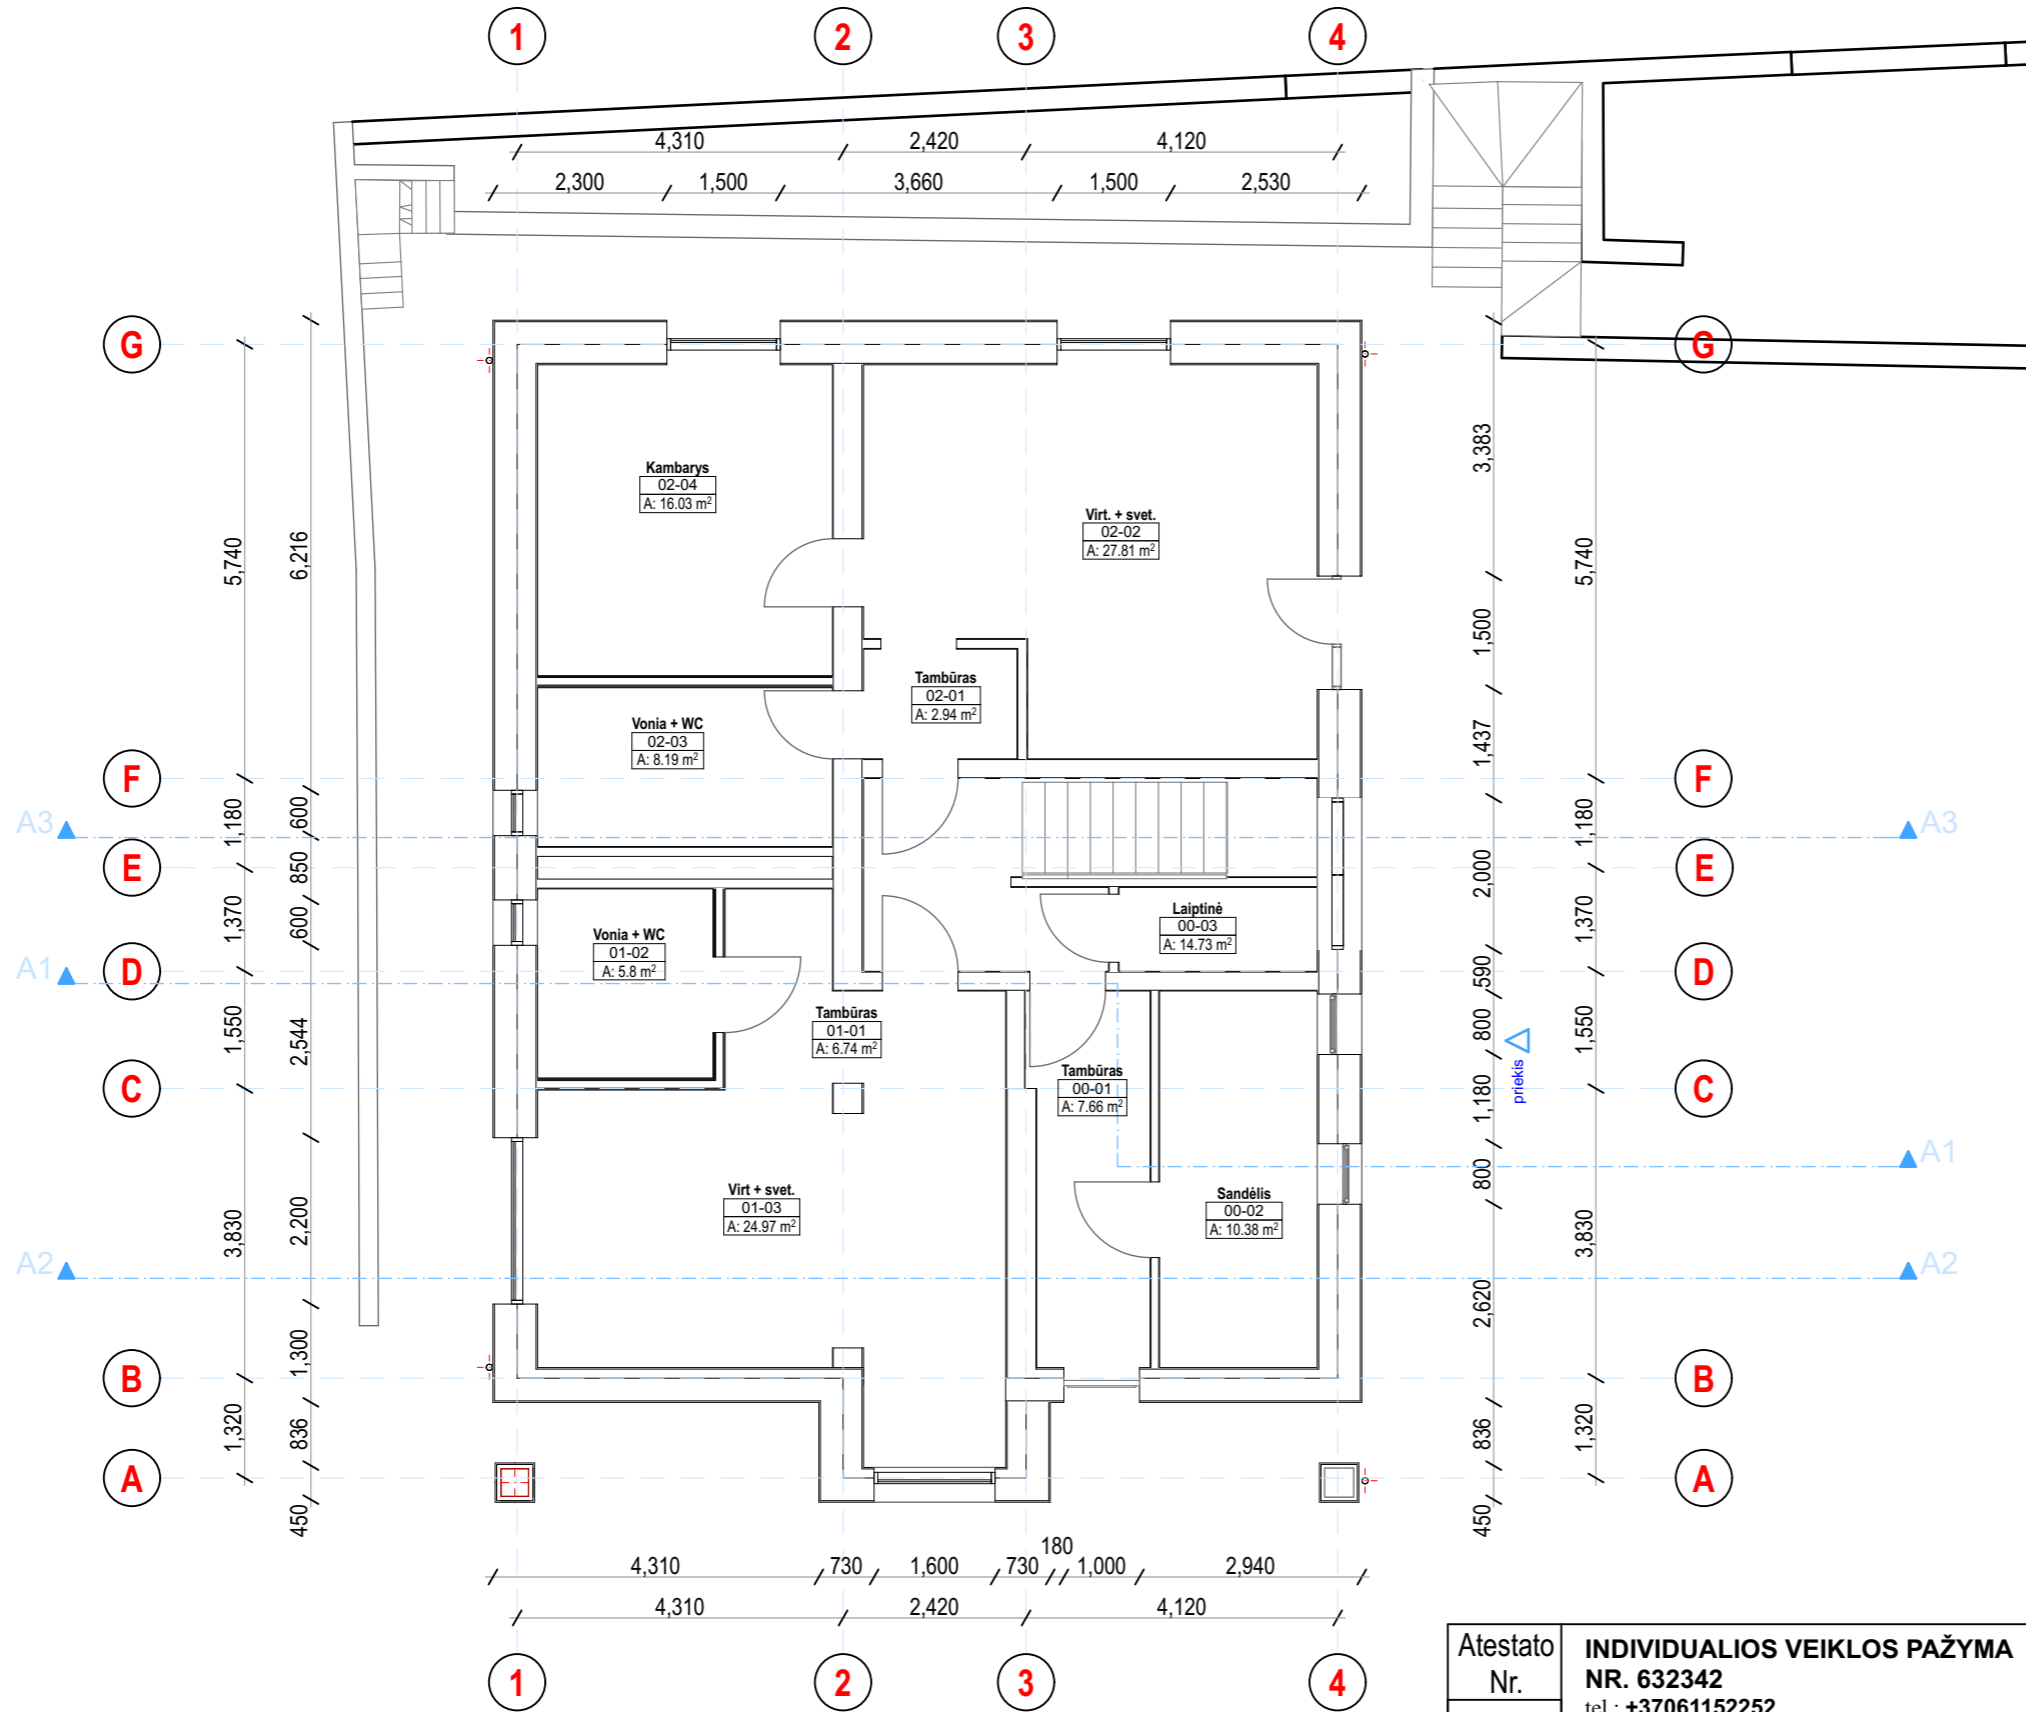 1 2 3 4
4,310 2,420 4,120
2,300 1,500 3,660 1,500 2,530
G G
Kambarys
02-04
A: 16.03 m²
Virt. + svet.
02-02
A: 27.81 m²
Tambūras
02-01
A: 2.94 m²
Vonia + WC
02-03
A: 8.19 m²
F F
A3 A3
E E
Laiptinė
00-03
A: 14.73 m²
Vonia + WC
01-02
A: 5.8 m²
D D
A1
Tambūras
01-01
A: 6.74 m²
Tambūras
00-01
A: 7.66 m²
C C
priekis
A1
Virt + svet.
01-03
A: 24.97 m²
Sandėlis
00-02
A: 10.38 m²
A2 A2
B B
A A
5,740
1,180
1,370
1,550
3,830
1,320
6,216
600
850
600
2,544
2,200
1,300
836
450
3,383
1,500
1,437
2,000
590
800
1,180
800
2,620
836
450
5,740
1,180
1,370
1,550
3,830
1,320
180
4,310 730 1,600 730 1,000 2,940
4,310 2,420 4,120
1 2 3 4
Atestato
Nr.
INDIVIDUALIOS VEIKLOS PAŽYMA
NR. 632342
tel.: +37061152252